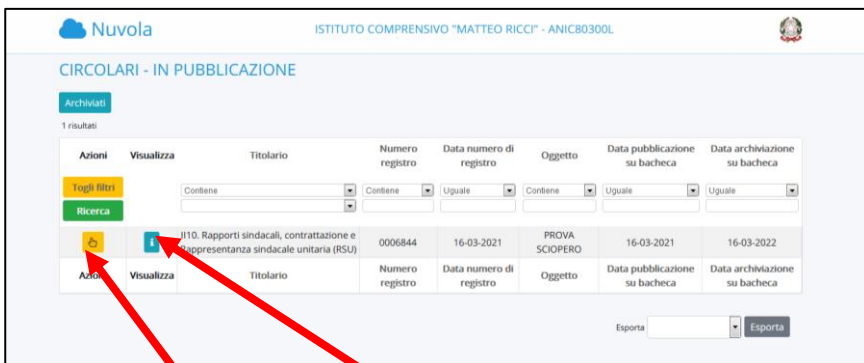 Nuvola
ISTITUTO COMPRENSIVO "MATTEO RICCI" - ANIC80300L
CIRCOLARI - IN PUBBLICAZIONE
Archiviati
1 risultati
Azioni Visualizza Titolario Numero registro Data numero di registro Oggetto Data pubblicazione su bacheca Data archiviazione su bacheca
Togli filtri Contiene Contiene Uguale Contiene Uguale Uguale
Ricerca
II10. Rapporti sindacali, contrattazione e Rappresentanza sindacale unitaria (RSU) 0006844 16-03-2021 PROVA SCIOPERO 16-03-2021 16-03-2022
Azioni Visualizza Titolario Numero registro Data numero di registro Oggetto Data pubblicazione su bacheca Data archiviazione su bacheca
Esporta Esporta